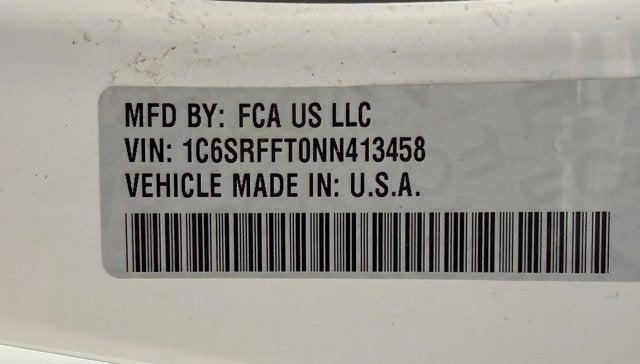 MFD BY: FCA US LLC
VIN: 1C6SRFFT0NN413458
VEHICLE MADE IN: U.S.A.